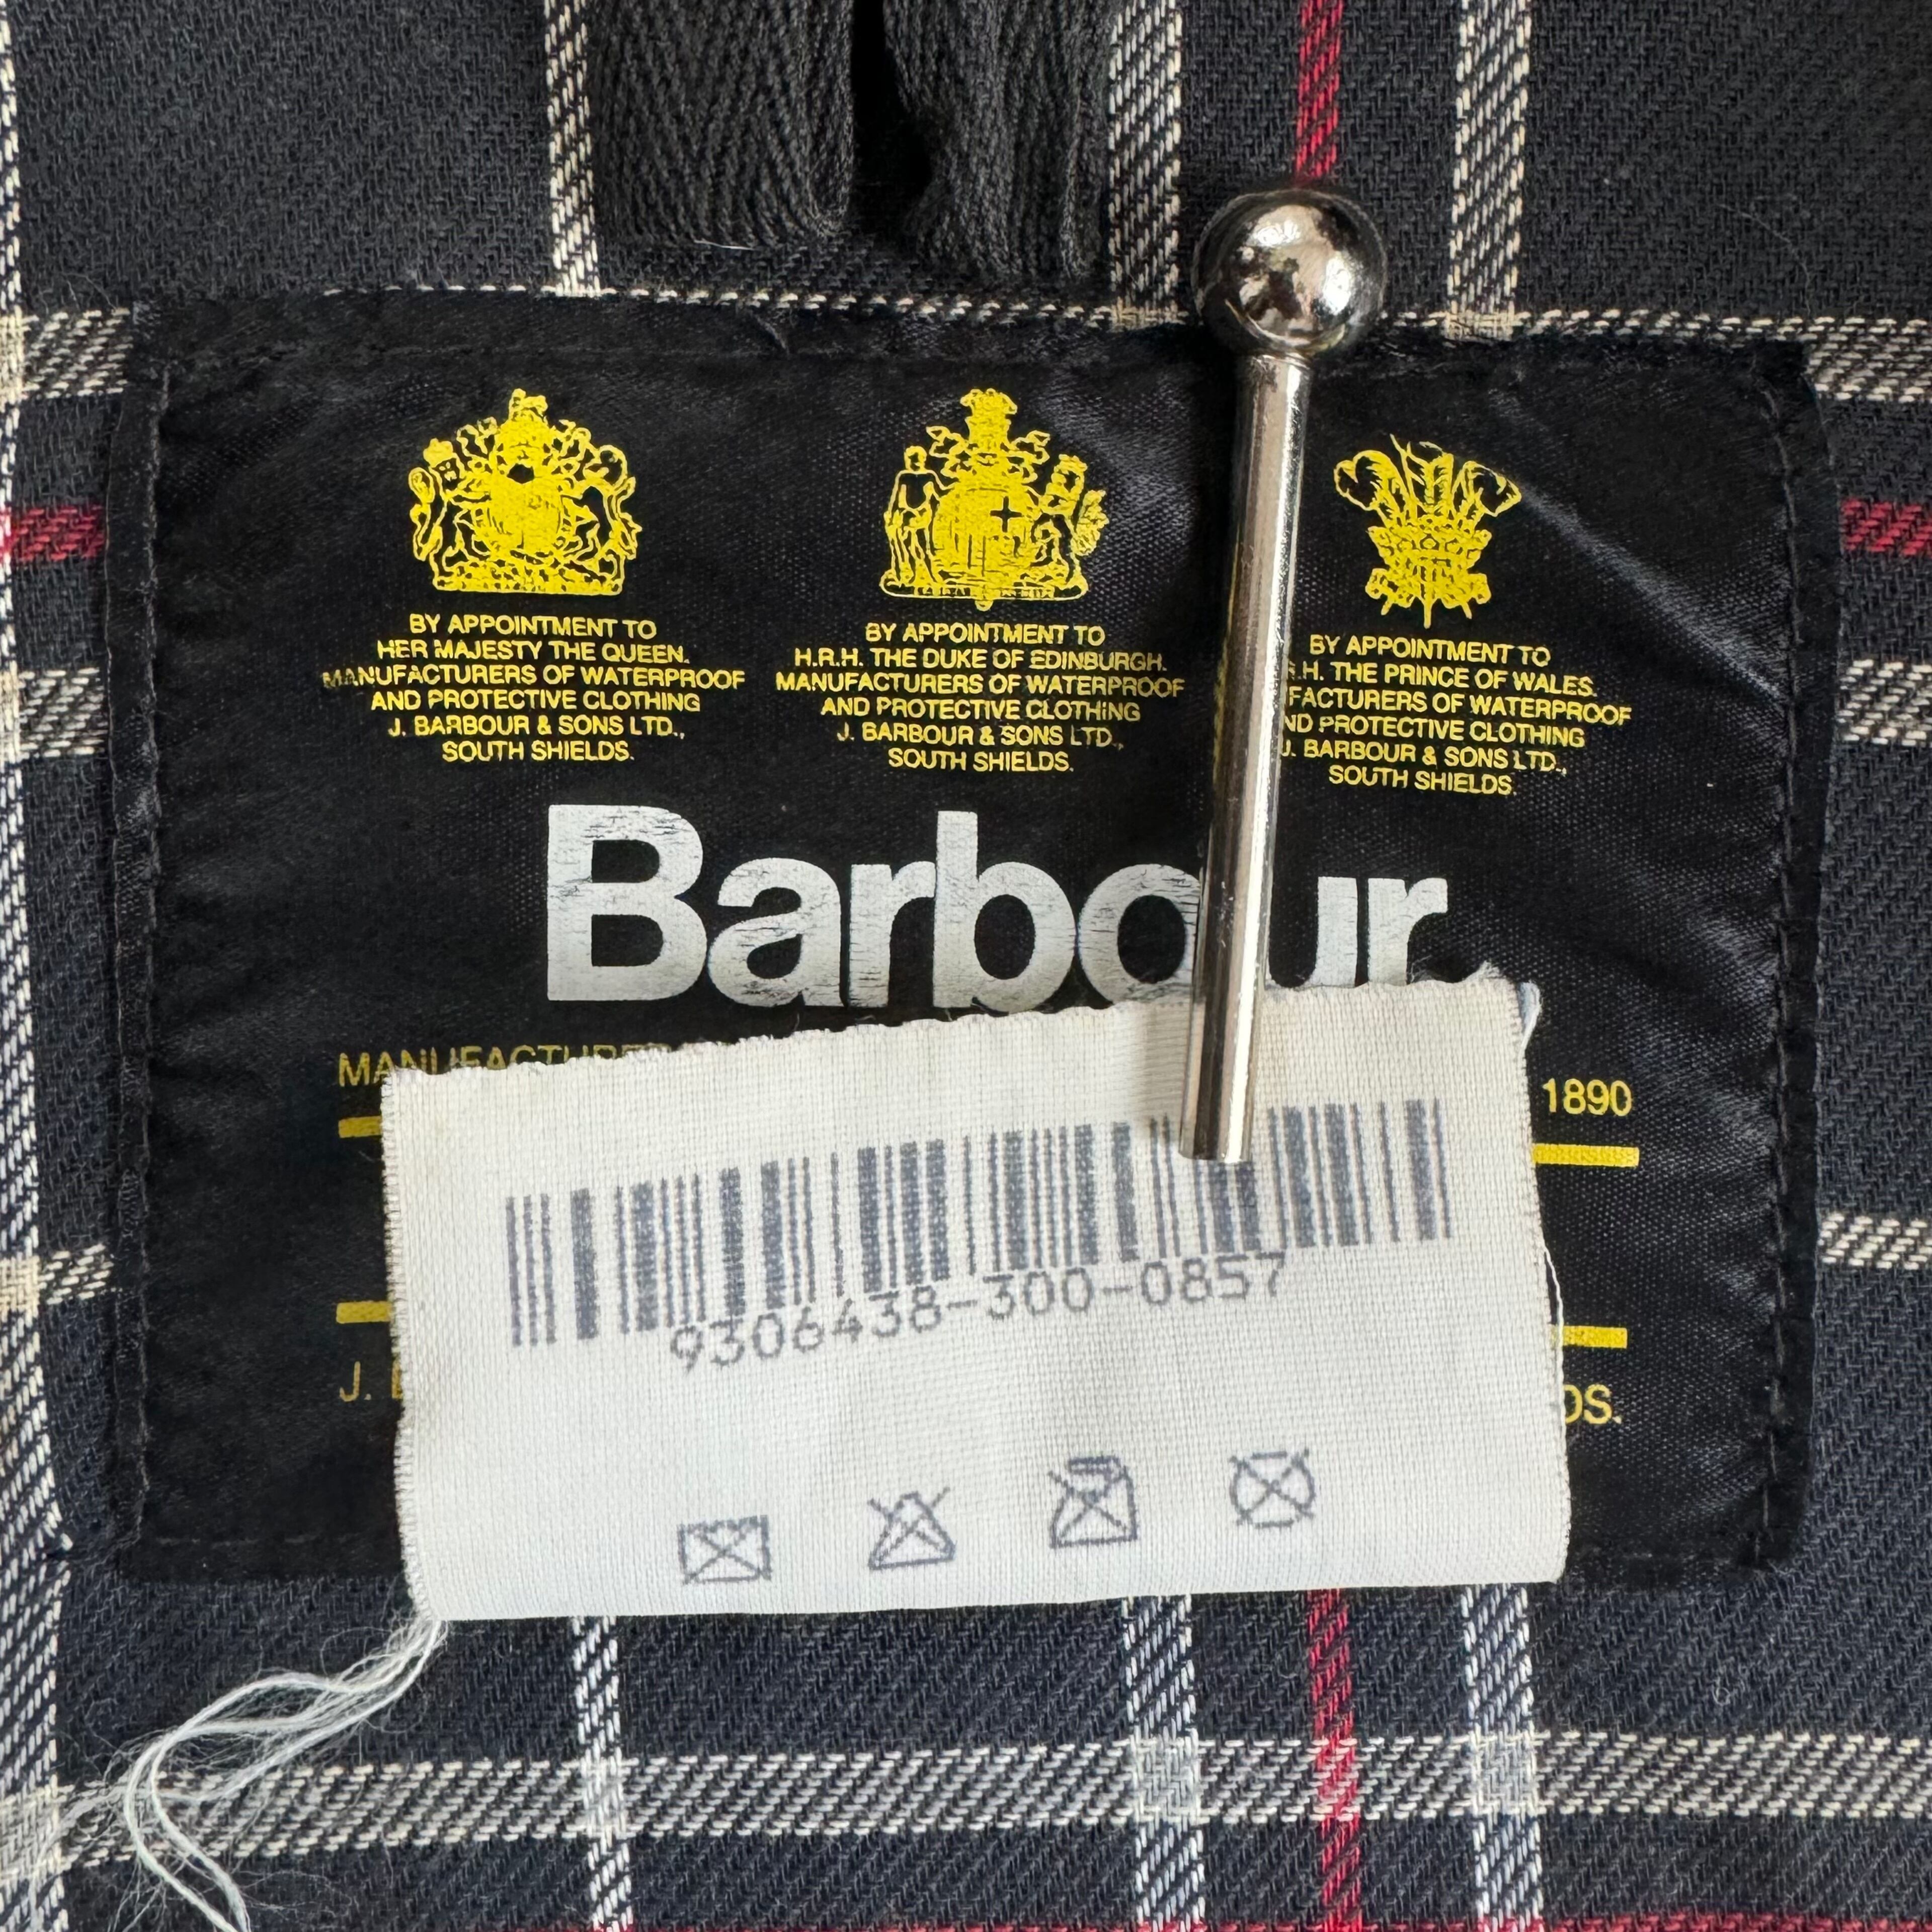 BY APPOINTMENT TO
HER MAJESTY THE QUEEN.
MANUFACTURERS OF WATERPROOF
AND PROTECTIVE CLOTHING
J. BARBOUR & SONS LTD.,
SOUTH SHIELDS.
BY APPOINTMENT TO
H.R.H. THE DUKE OF EDINBURGH.
MANUFACTURERS OF WATERPROOF
AND PROTECTIVE CLOTHING
J. BARBOUR & SONS LTD.,
SOUTH SHIELDS.
BY APPOINTMENT TO
.H. THE PRINCE OF WALES.
FACTURERS OF WATERPROOF
ND PROTECTIVE CLOTHING
J. BARBOUR & SONS LTD.,
SOUTH SHIELDS.
Barbour
1890
9306438-300-0857
J.
DS.